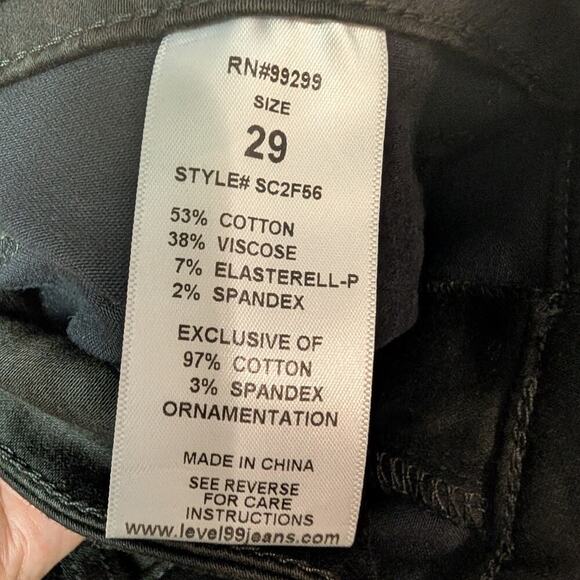 RN#99299
SIZE
29
STYLE# SC2F56
53% COTTON
38% VISCOSE
7% ELASTERELL-P
2% SPANDEX
EXCLUSIVE OF
97% COTTON
3% SPANDEX
ORNAMENTATION
MADE IN CHINA
SEE REVERSE
FOR CARE
INSTRUCTIONS
www.level99jeans.com